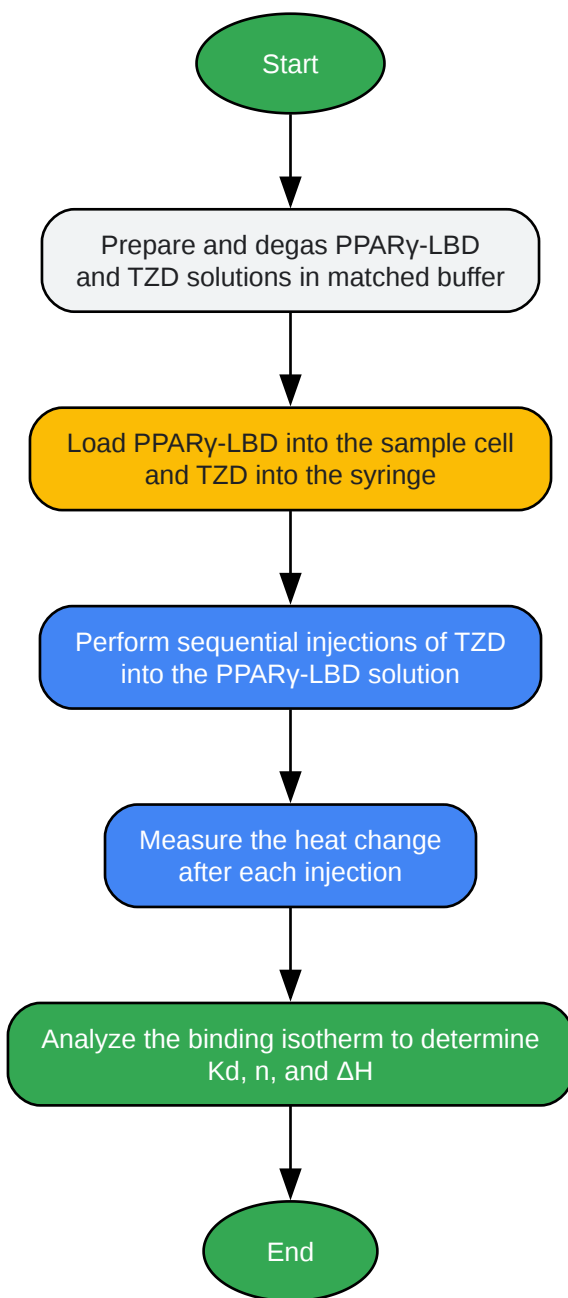 Start
Prepare and degas PPARγ-LBD
and TZD solutions in matched buffer
Load PPARγ-LBD into the sample cell
and TZD into the syringe
Perform sequential injections of TZD
into the PPARγ-LBD solution
Measure the heat change
after each injection
Analyze the binding isotherm to determine
Kd, n, and ΔH
End